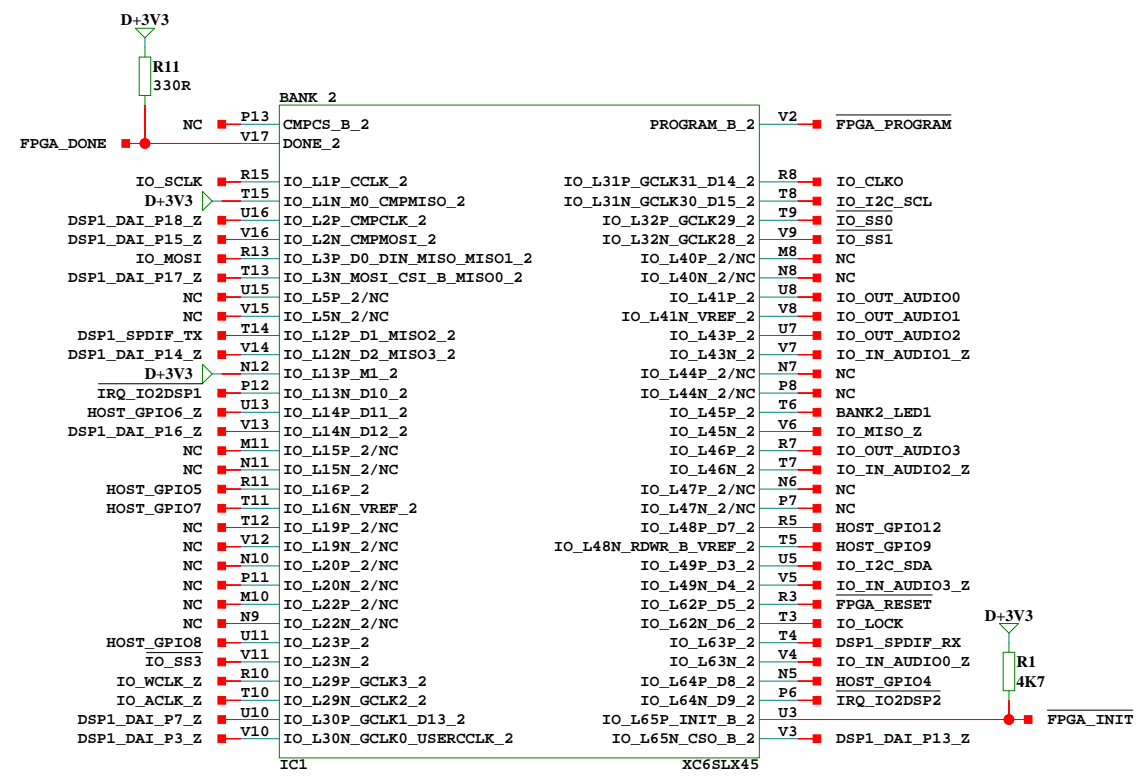 D+3V3
R11
330R
BANK 2
NC P13 CMPCS_B_2 PROGRAM_B_2 V2 FPGA_PROGRAM
FPGA_DONE V17 DONE_2
IO_SCLK R15 IO_L1P_CCLK_2 IO_L31P_GCLK31_D14_2 R8 IO_CLKO
D+3V3 T15 IO_L1N_M0_CMPMISO_2 IO_L31N_GCLK30_D15_2 T8 IO_I2C_SCL
DSP1_DAI_P18_Z U16 IO_L2P_CMPCLK_2 IO_L32P_GCLK29_2 T9 IO_SS0
DSP1_DAI_P15_Z V16 IO_L2N_CMPMOSI_2 IO_L32N_GCLK28_2 V9 IO_SS1
IO_MOSI R13 IO_L3P_D0_DIN_MISO_MISO1_2 IO_L40P_2/NC M8 NC
DSP1_DAI_P17_Z T13 IO_L3N_MOSI_CSI_B_MISO0_2 IO_L40N_2/NC N8 NC
NC U15 IO_L5P_2/NC IO_L41P_2 U8 IO_OUT_AUDIO0
NC V15 IO_L5N_2/NC IO_L41N_VREF_2 V8 IO_OUT_AUDIO1
DSP1_SPDIF_TX T14 IO_L12P_D1_MISO2_2 IO_L43P_2 U7 IO_OUT_AUDIO2
DSP1_DAI_P14_Z V14 IO_L12N_D2_MISO3_2 IO_L43N_2 V7 IO_IN_AUDIO1_Z
D+3V3 N12 IO_L13P_M1_2 IO_L44P_2/NC N7 NC
IRQ_IO2DSP1 P12 IO_L13N_D10_2 IO_L44N_2/NC P8 NC
HOST_GPIO6_Z U13 IO_L14P_D11_2 IO_L45P_2 T6 BANK2_LED1
DSP1_DAI_P16_Z V13 IO_L14N_D12_2 IO_L45N_2 V6 IO_MISO_Z
NC M11 IO_L15P_2/NC IO_L46P_2 R7 IO_OUT_AUDIO3
NC N11 IO_L15N_2/NC IO_L46N_2 T7 IO_IN_AUDIO2_Z
HOST_GPIO5 R11 IO_L16P_2 IO_L47P_2/NC N6 NC
HOST_GPIO7 T11 IO_L16N_VREF_2 IO_L47N_2/NC P7 NC
NC T12 IO_L19P_2/NC IO_L48P_D7_2 R5 HOST_GPIO12
NC V12 IO_L19N_2/NC IO_L48N_RDWR_B_VREF_2 T5 HOST_GPIO9
NC N10 IO_L20P_2/NC IO_L49P_D3_2 U5 IO_I2C_SDA
NC P11 IO_L20N_2/NC IO_L49N_D4_2 V5 IO_IN_AUDIO3_Z
NC M10 IO_L22P_2/NC IO_L62P_D5_2 R3 FPGA_RESET
NC N9 IO_L22N_2/NC IO_L62N_D6_2 T3 IO_LOCK
D+3V3
HOST_GPIO8 U11 IO_L23P_2 IO_L63P_2 T4 DSP1_SPDIF_RX
IO_SS3 V11 IO_L23N_2 IO_L63N_2 V4 IO_IN_AUDIO0_Z R1
IO_WCLK_Z R10 IO_L29P_GCLK3_2 IO_L64P_D8_2 N5 HOST_GPIO4 4K7
IO_ACLK_Z T10 IO_L29N_GCLK2_2 IO_L64N_D9_2 P6 IRQ_IO2DSP2
DSP1_DAI_P7_Z U10 IO_L30P_GCLK1_D13_2 IO_L65P_INIT_B_2 U3 FPGA_INIT
DSP1_DAI_P3_Z V10 IO_L30N_GCLK0_USERCCLK_2 IO_L65N_CSO_B_2 V3 DSP1_DAI_P13_Z
IC1 XC6SLX45